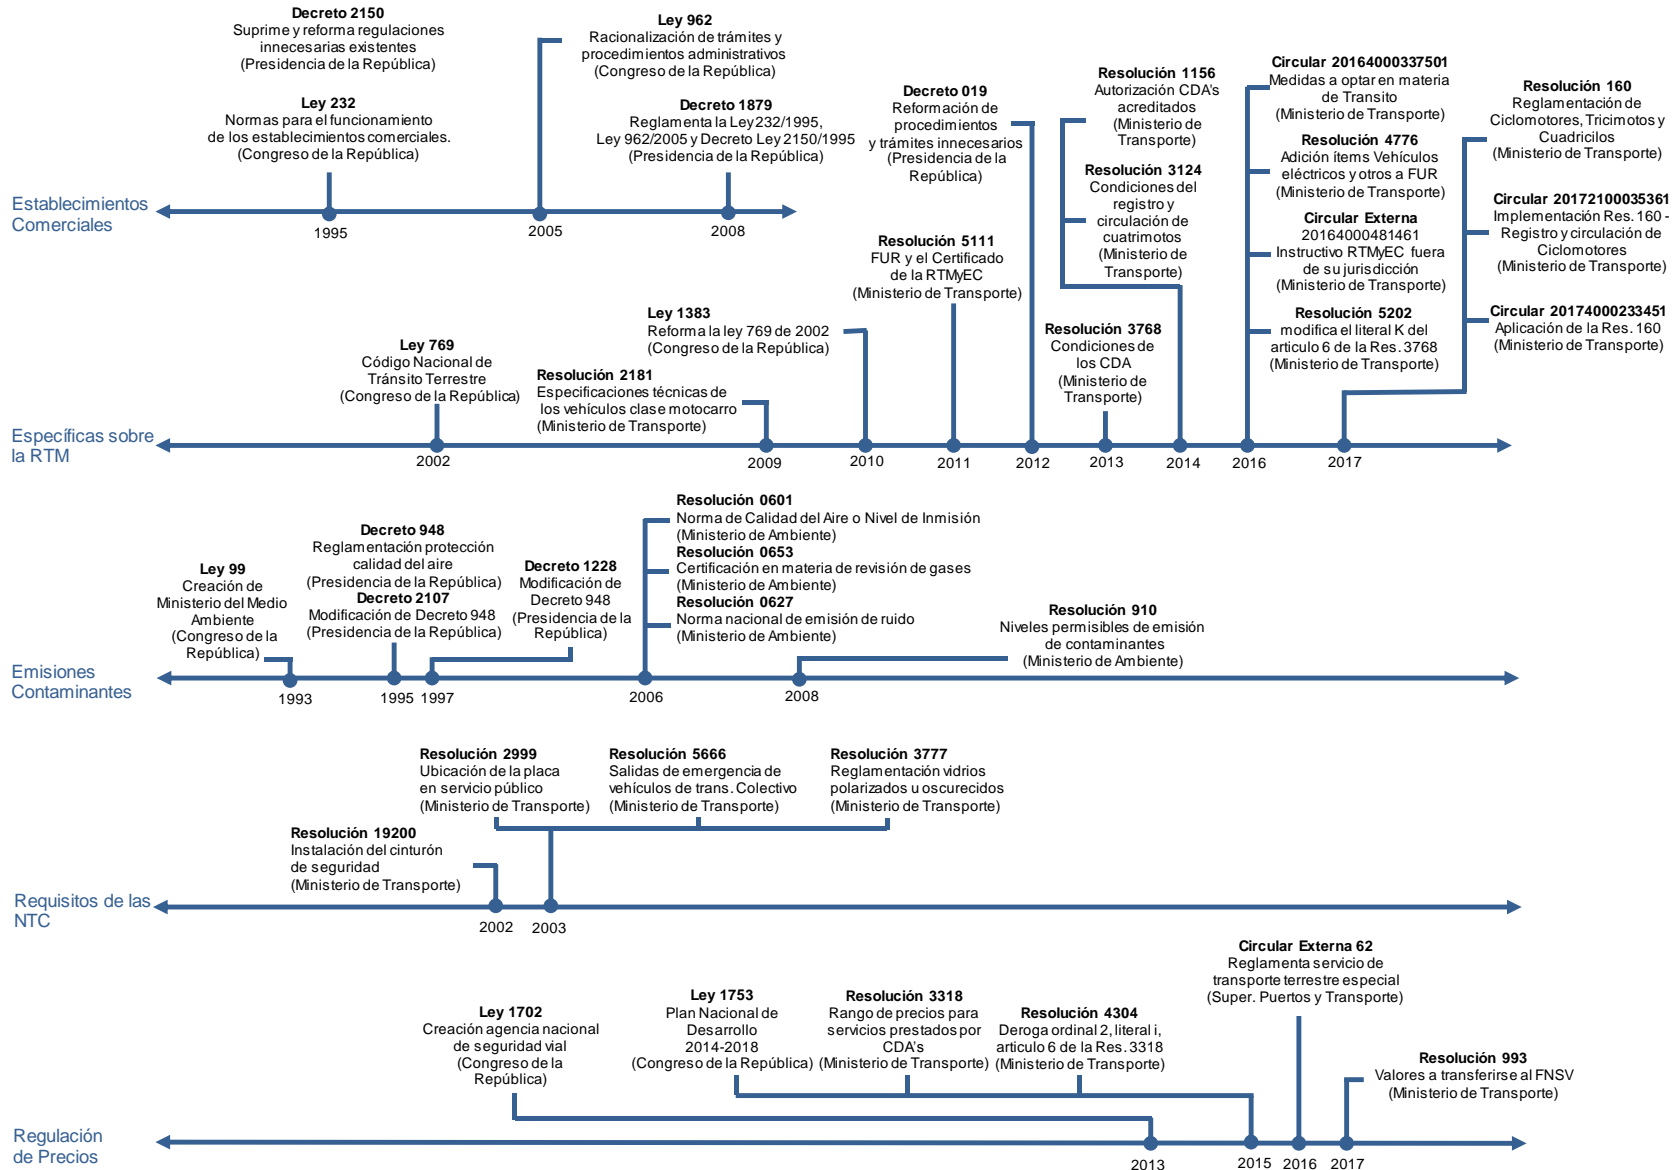 Decreto 2150
Suprime y reforma regulaciones
innecesarias existentes
(Presidencia de la República)
Ley 232
Normas para el funcionamiento
de los establecimientos comerciales.
(Congreso de la República)
Ley 962
Racionalización de trámites y
procedimientos administrativos
(Congreso de la República)
Decreto 1879
Reglamenta la Ley 232/1995,
Ley 962/2005 y Decreto Ley 2150/1995
(Presidencia de la República)
Establecimientos
Comerciales
1995
2005
2008
Ley 769
Código Nacional de
Tránsito Terrestre
(Congreso de la República)
Resolución 2181
Especificaciones técnicas de
los vehículos clase motocarro
(Ministerio de Transporte)
Ley 1383
Reforma la ley 769 de 2002
(Congreso de la República)
Resolución 5111
FUR y el Certificado
de la RTMyEC
(Ministerio de Transporte)
Decreto 019
Reformación de
procedimientos
y trámites innecesarios
(Presidencia de la
República)
Resolución 3768
Condiciones de
los CDA
(Ministerio de
Transporte)
Resolución 1156
Autorización CDA's
acreditados
(Ministerio de
Transporte)
Resolución 3124
Condiciones del
registro y
circulación de
cuatrimotos
(Ministerio de
Transporte)
Circular 20164000337501
Medidas a optar en materia
de Transito
(Ministerio de Transporte)
Resolución 4776
Adición ítems Vehículos
eléctricos y otros a FUR
(Ministerio de Transporte)
Circular Externa
20164000481461
Instructivo RTMyEC fuera
de su jurisdicción
(Ministerio de Transporte)
Resolución 5202
modifica el literal K del
articulo 6 de la Res. 3768
(Ministerio de Transporte)
Resolución 160
Reglamentación de
Ciclomotores, Tricimotos y
Cuadricilos
(Ministerio de Transporte)
Circular 20172100035361
Implementación Res. 160 -
Registro y circulación de
Ciclomotores
(Ministerio de Transporte)
Circular 20174000233451
Aplicación de la Res. 160
(Ministerio de Transporte)
Específicas sobre
la RTM
2002
2009
2010
2011
2012
2013
2014
2016
2017
Ley 99
Creación de
Ministerio del Medio
Ambiente
(Congreso de la
República)
Decreto 948
Reglamentación protección
calidad del aire
(Presidencia de la República)
Decreto 2107
Modificación de Decreto 948
(Presidencia de la República)
Decreto 1228
Modificación de
Decreto 948
(Presidencia de la
República)
Resolución 0601
Norma de Calidad del Aire o Nivel de Inmisión
(Ministerio de Ambiente)
Resolución 0653
Certificación en materia de revisión de gases
(Ministerio de Ambiente)
Resolución 0627
Norma nacional de emisión de ruido
(Ministerio de Ambiente)
Resolución 910
Niveles permisibles de emisión
de contaminantes
(Ministerio de Ambiente)
Emisiones
Contaminantes
1993
1995
1997
2006
2008
Resolución 19200
Instalación del cinturón
de seguridad
(Ministerio de Transporte)
Resolución 2999
Ubicación de la placa
en servicio público
(Ministerio de Transporte)
Resolución 5666
Salidas de emergencia de
vehículos de trans. Colectivo
(Ministerio de Transporte)
Resolución 3777
Reglamentación vidrios
polarizados u oscurecidos
(Ministerio de Transporte)
Requisitos de las
NTC
2002
2003
Ley 1702
Creación agencia nacional
de seguridad vial
(Congreso de la
República)
Ley 1753
Plan Nacional de
Desarrollo
2014-2018
(Congreso de la República)
Resolución 3318
Rango de precios para
servicios prestados por
CDA's
(Ministerio de Transporte)
Resolución 4304
Deroga ordinal 2, literal i,
articulo 6 de la Res. 3318
(Ministerio de Transporte)
Circular Externa 62
Reglamenta servicio de
transporte terrestre especial
(Super. Puertos y Transporte)
Resolución 993
Valores a transferirse al FNSV
(Ministerio de Transporte)
Regulación
de Precios
2013
2015
2016
2017